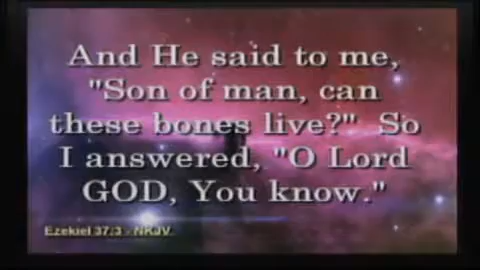 And He said to me,
"Son of man, can
these bones live?" So
I answered, "O Lord
GOD, You know."
Ezekiel 37:3 - NKJV.